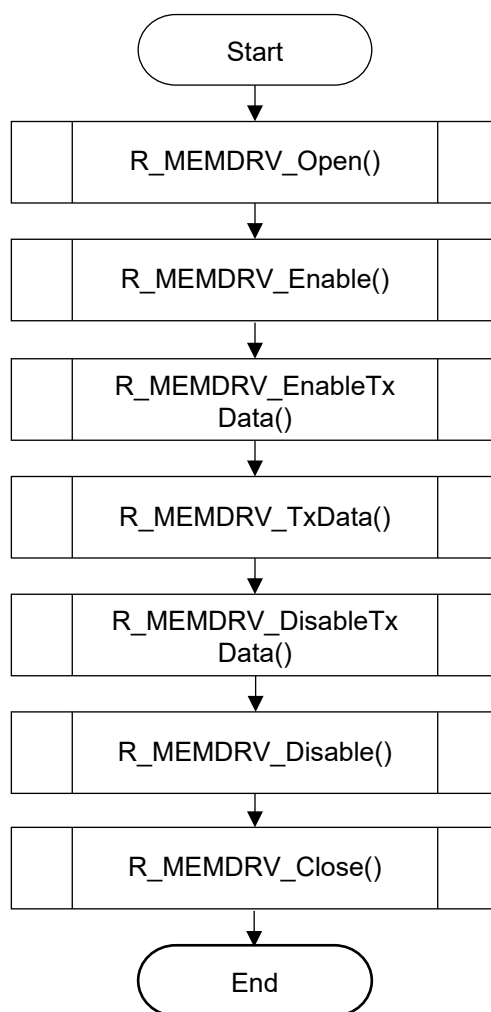 Start
R_MEMDRV_Open()
R_MEMDRV_Enable()
R_MEMDRV_EnableTx
Data()
R_MEMDRV_TxData()
R_MEMDRV_DisableTx
Data()
R_MEMDRV_Disable()
R_MEMDRV_Close()
End